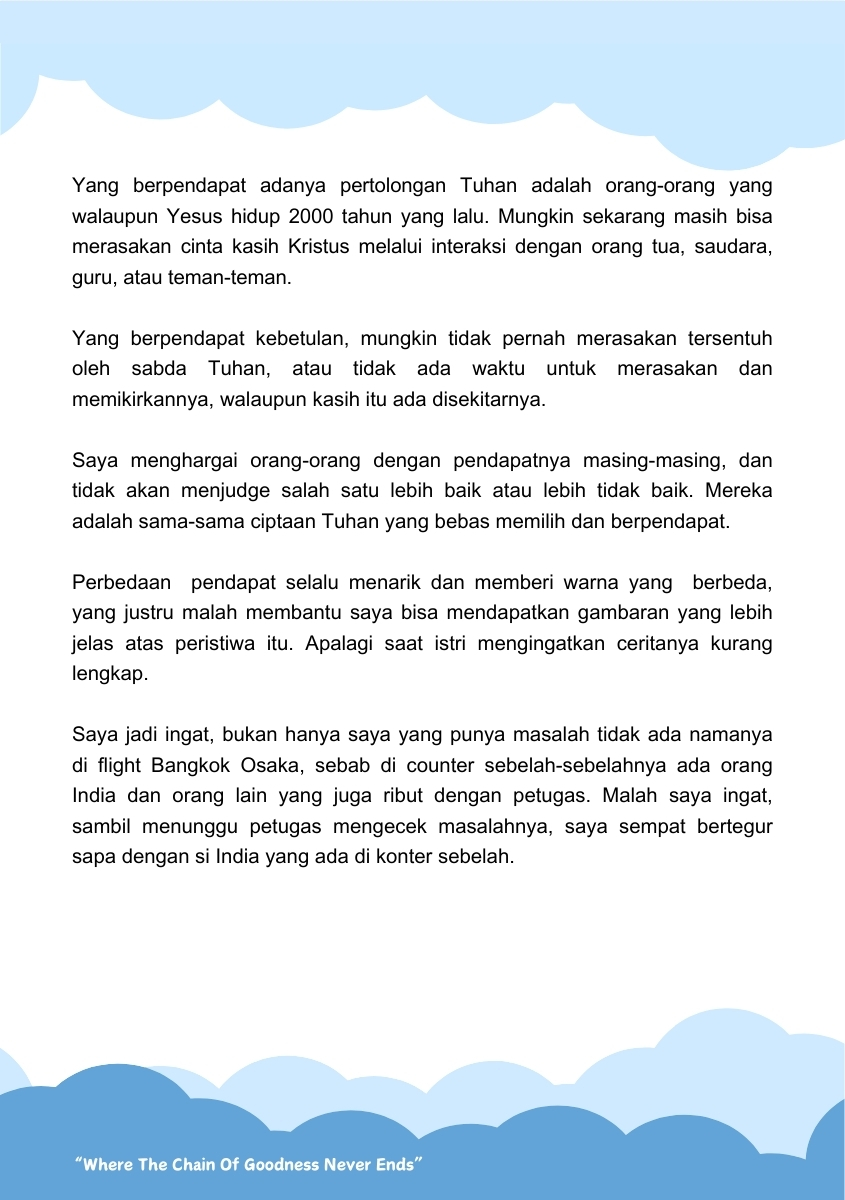 Yang berpendapat adanya pertolongan Tuhan adalah orang-orang yang
walaupun Yesus hidup 2000 tahun yang lalu. Mungkin sekarang masih bisa
merasakan cinta kasih Kristus melalui interaksi dengan orang tua, saudara,
guru, atau teman-teman.
Yang berpendapat kebetulan, mungkin tidak pernah merasakan tersentuh
oleh sabda Tuhan, atau tidak ada waktu untuk merasakan dan
memikirkannya, walaupun kasih itu ada disekitarnya.
Saya menghargai orang-orang dengan pendapatnya masing-masing, dan
tidak akan menjudge salah satu lebih baik atau lebih tidak baik. Mereka
adalah sama-sama ciptaan Tuhan yang bebas memilih dan berpendapat.
Perbedaan pendapat selalu menarik dan memberi warna yang berbeda,
yang justru malah membantu saya bisa mendapatkan gambaran yang lebih
jelas atas peristiwa itu. Apalagi saat istri mengingatkan ceritanya kurang
lengkap.
Saya jadi ingat, bukan hanya saya yang punya masalah tidak ada namanya
di flight Bangkok Osaka, sebab di counter sebelah-sebelahnya ada orang
India dan orang lain yang juga ribut dengan petugas. Malah saya ingat,
sambil menunggu petugas mengecek masalahnya, saya sempat bertegur
sapa dengan si India yang ada di konter sebelah.
“Where The Chain Of Goodness Never Ends”